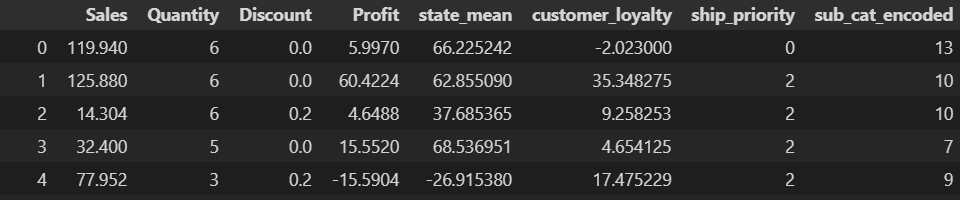 Sales Quantity Discount Profit state_mean customer_loyalty ship_priority sub_cat_encoded
0 119.940 6 0.0 5.9970 66.225242 -2.023000 0 13
1 125.880 6 0.0 60.4224 62.855090 35.348275 2 10
2 14.304 6 0.2 4.6488 37.685365 9.258253 2 10
3 32.400 5 0.0 15.5520 68.536951 4.654125 2 7
4 77.952 3 0.2 -15.5904 -26.915380 17.475229 2 9